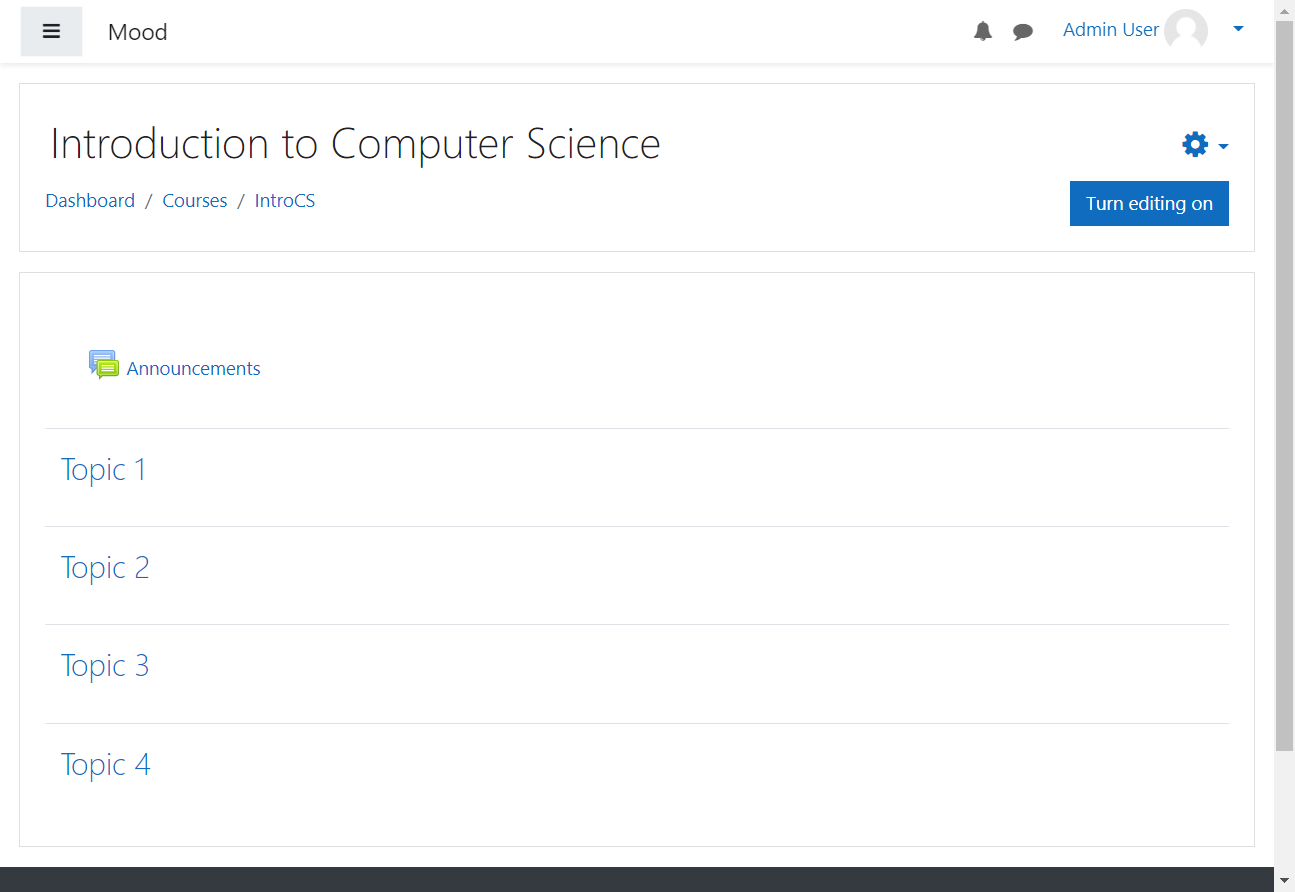 Mood
Admin User
Introduction to Computer Science
Dashboard / Courses / IntroCS
Turn editing on
Announcements
Topic 1
Topic 2
Topic 3
Topic 4